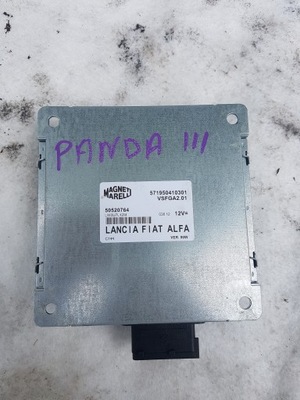 PANDA III
MAGNETI MARELLI
571950410301
VSFGA2.01
50520764
12V+
LANCIA FIAT ALFA